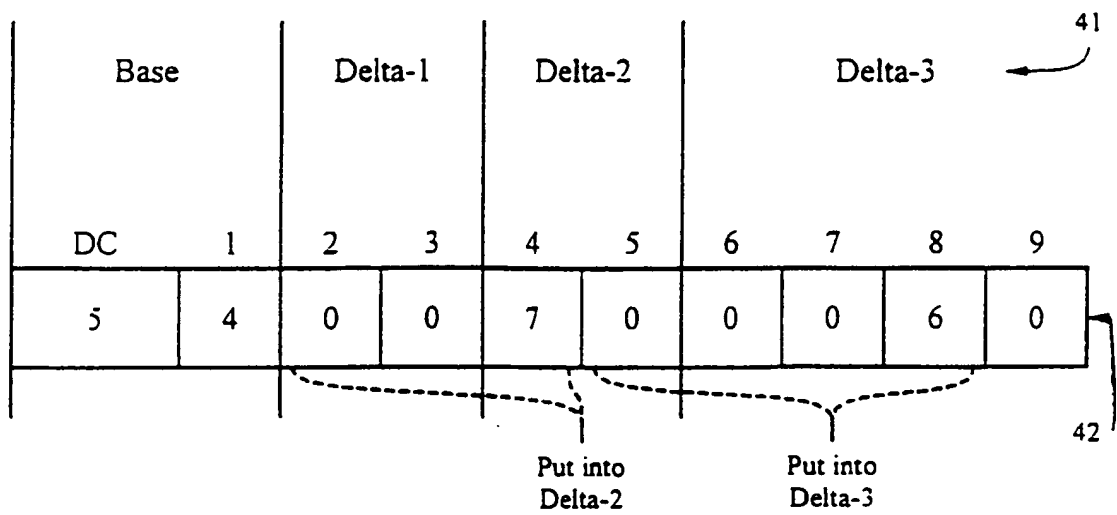 41
Base Delta-1 Delta-2 Delta-3
DC 1 2 3 4 5 6 7 8 9
5 4 0 0 7 0 0 0 6 0
42
Put into Put into
Delta-2 Delta-3